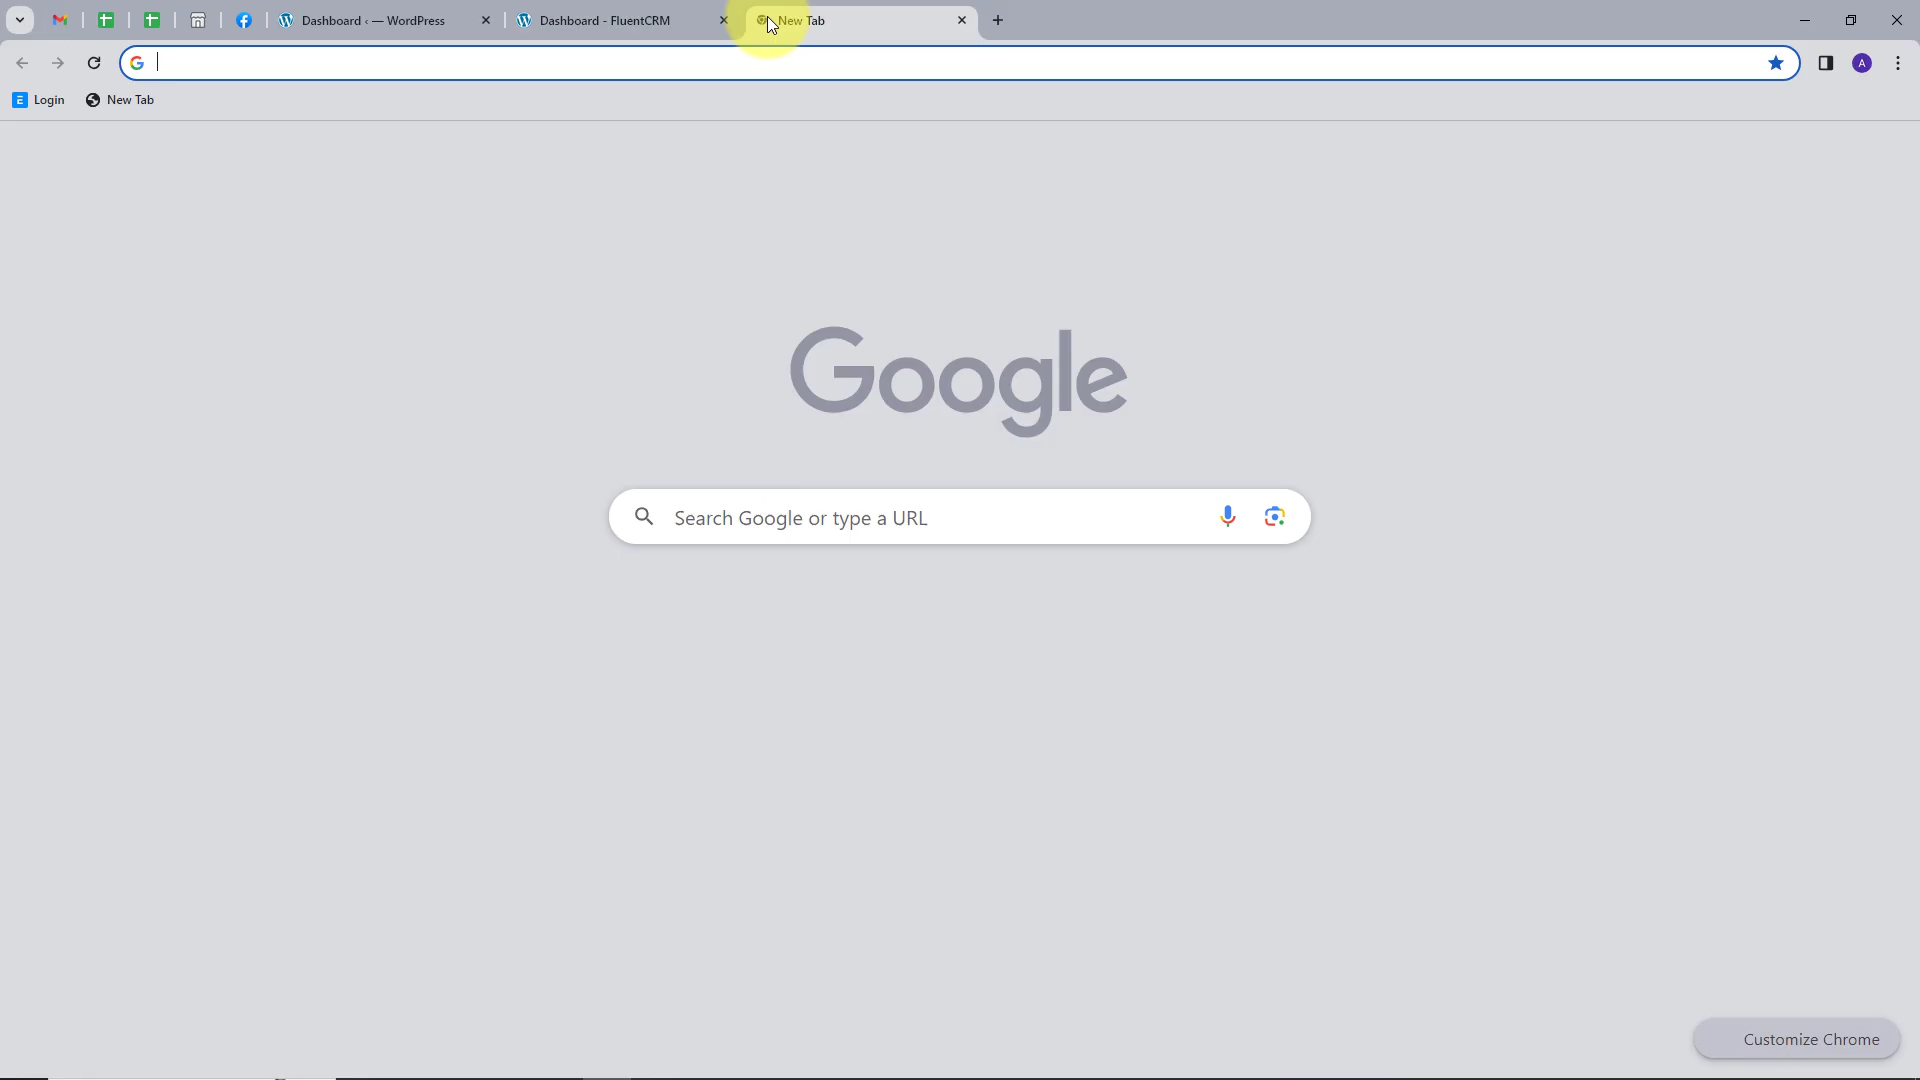 Dashboard ‹ — WordPress
Dashboard - FluentCRM
New Tab
Login
New Tab
A
Google
Search Google or type a URL
Customize Chrome